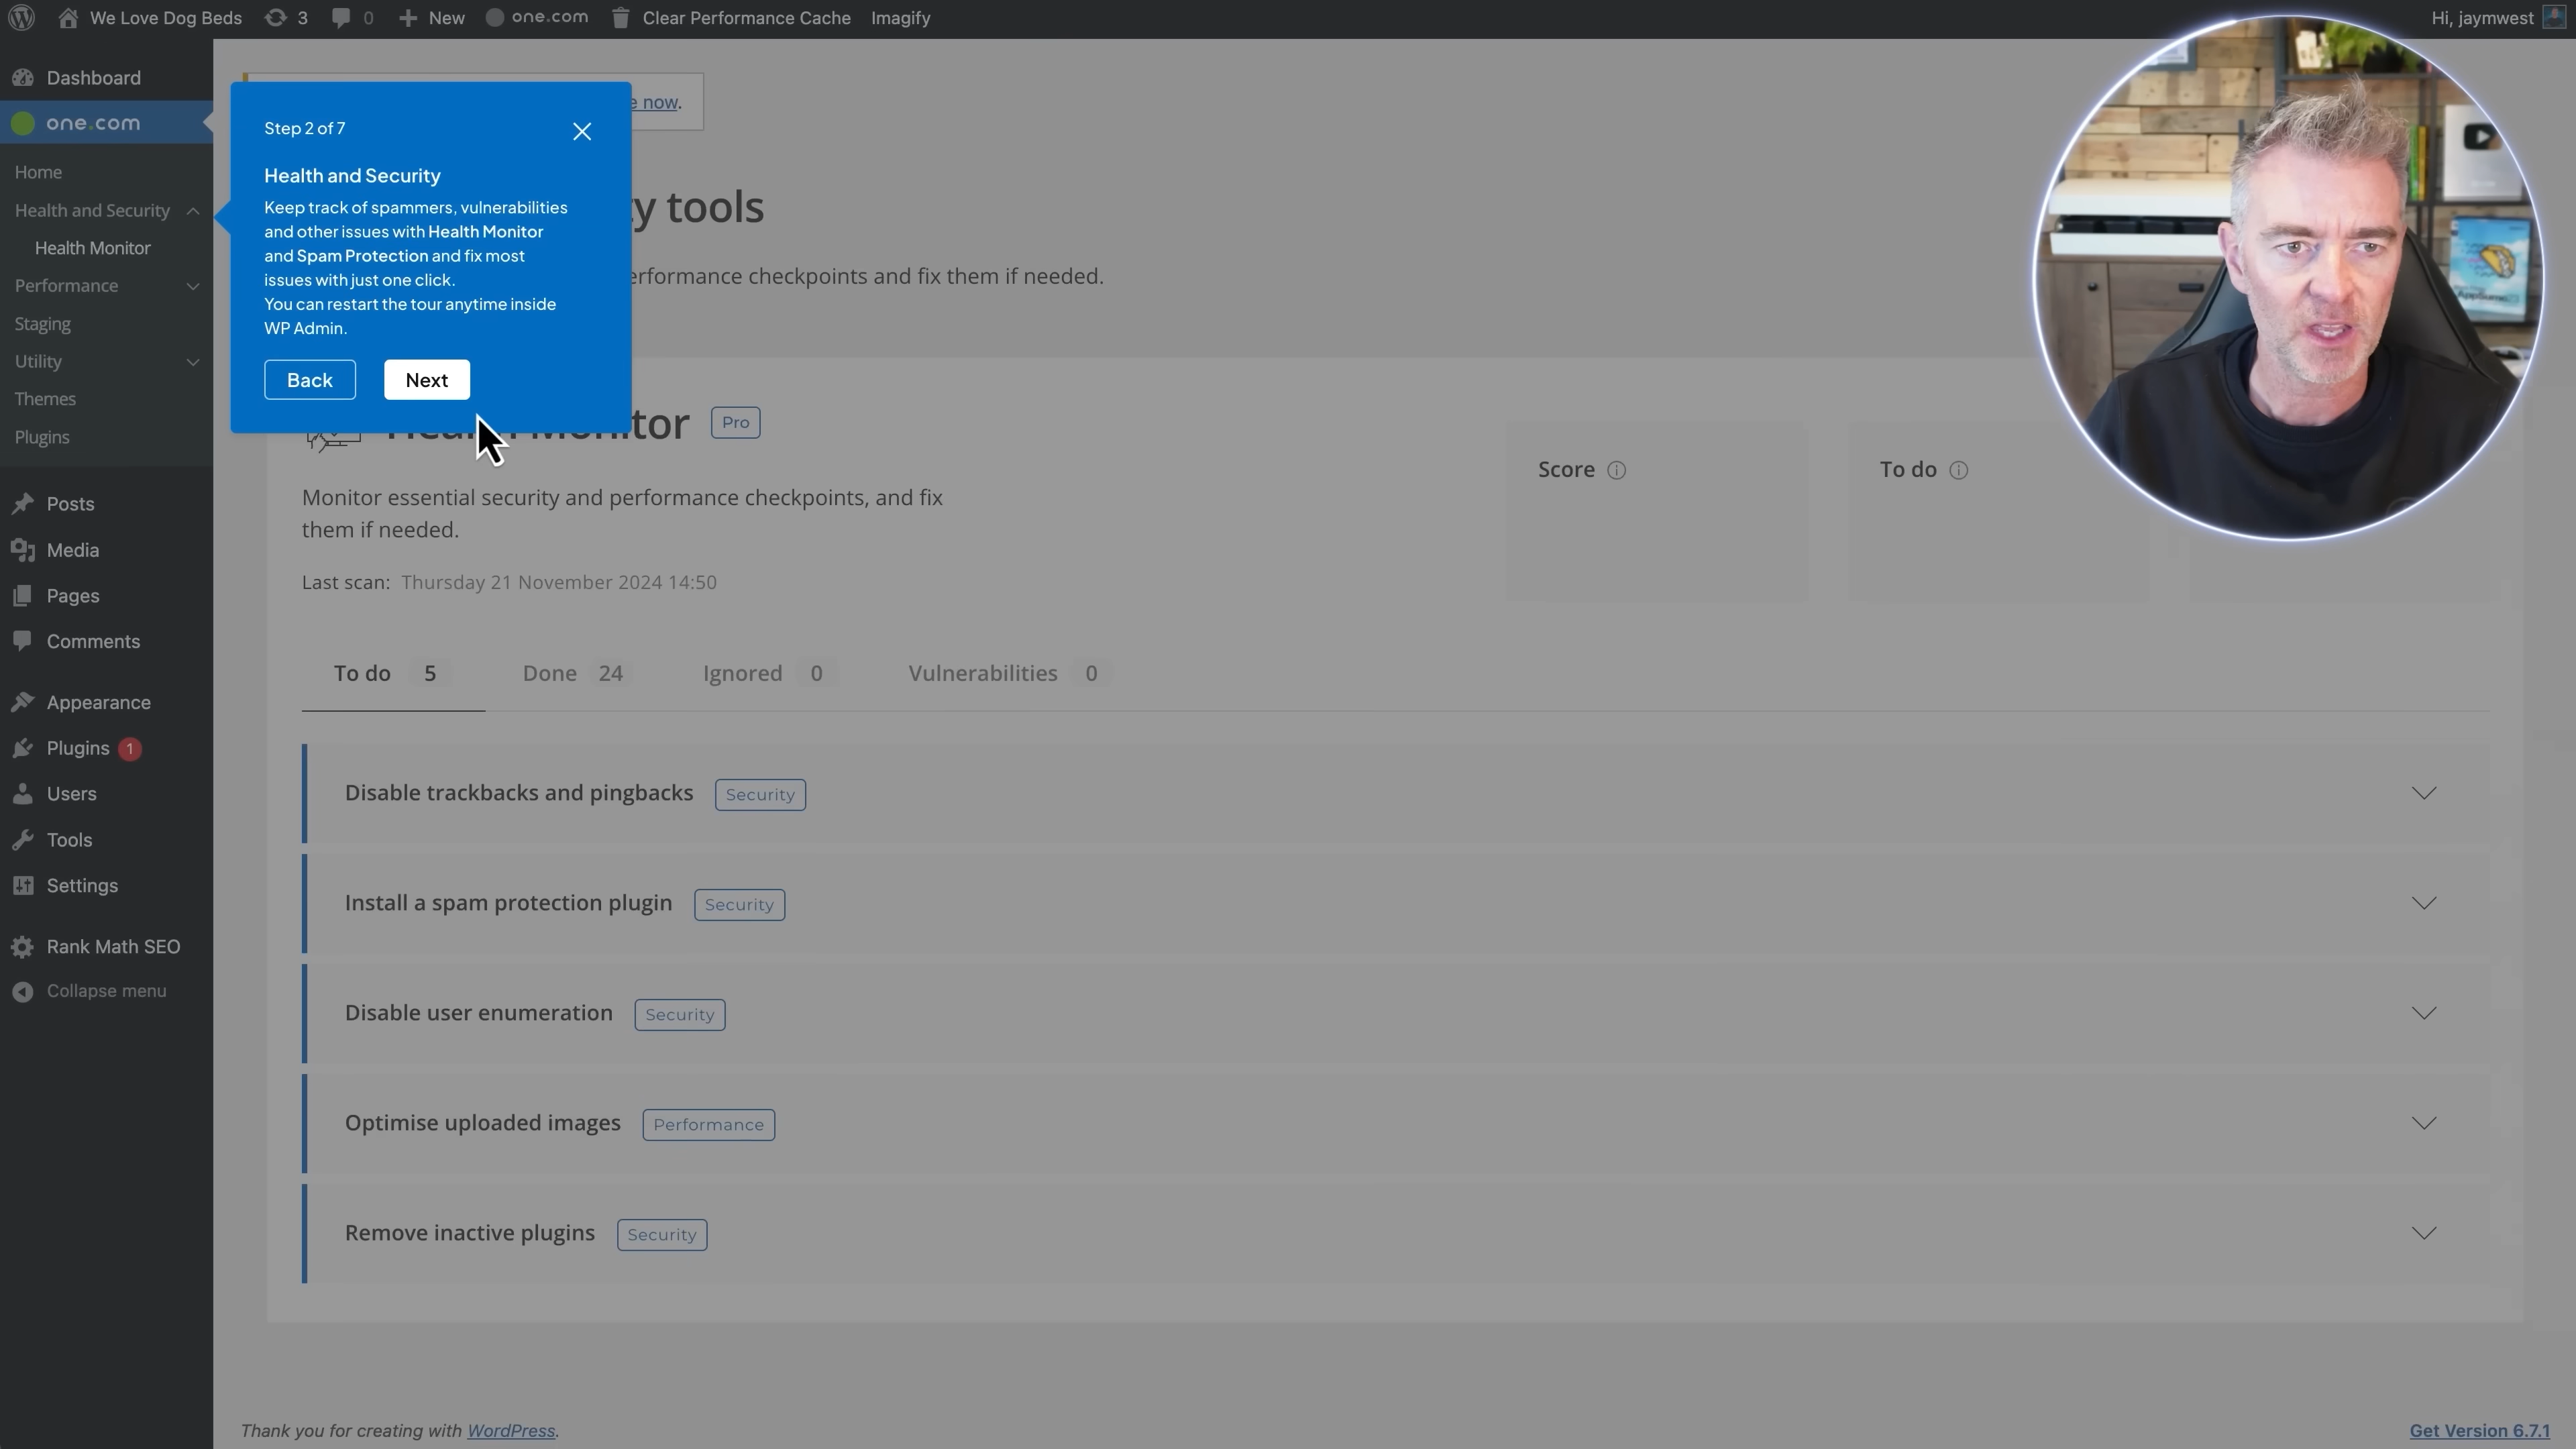 We Love Dog Beds 3 0 New one.com Clear Performance Cache Imagify Hi, jaymwest
Dashboard
one.com
Home
Health and Security
Health Monitor
Performance
Staging
Utility
Themes
Plugins
Posts
Media
Pages
Comments
Appearance
Plugins 1
Users
Tools
Settings
Rank Math SEO
Collapse menu
now.
Step 2 of 7
Health and Security
Keep track of spammers, vulnerabilities
and other issues with Health Monitor
and Spam Protection and fix most
issues with just one click.
You can restart the tour anytime inside
WP Admin.
Back Next
tools
performance checkpoints and fix them if needed.
Health Monitor Pro
Monitor essential security and performance checkpoints, and fix
them if needed.
Last scan: Thursday 21 November 2024 14:50
Score To do
To do 5 Done 24 Ignored 0 Vulnerabilities 0
Disable trackbacks and pingbacks Security
Install a spam protection plugin Security
Disable user enumeration Security
Optimise uploaded images Performance
Remove inactive plugins Security
Thank you for creating with WordPress.
Get Version 6.7.1